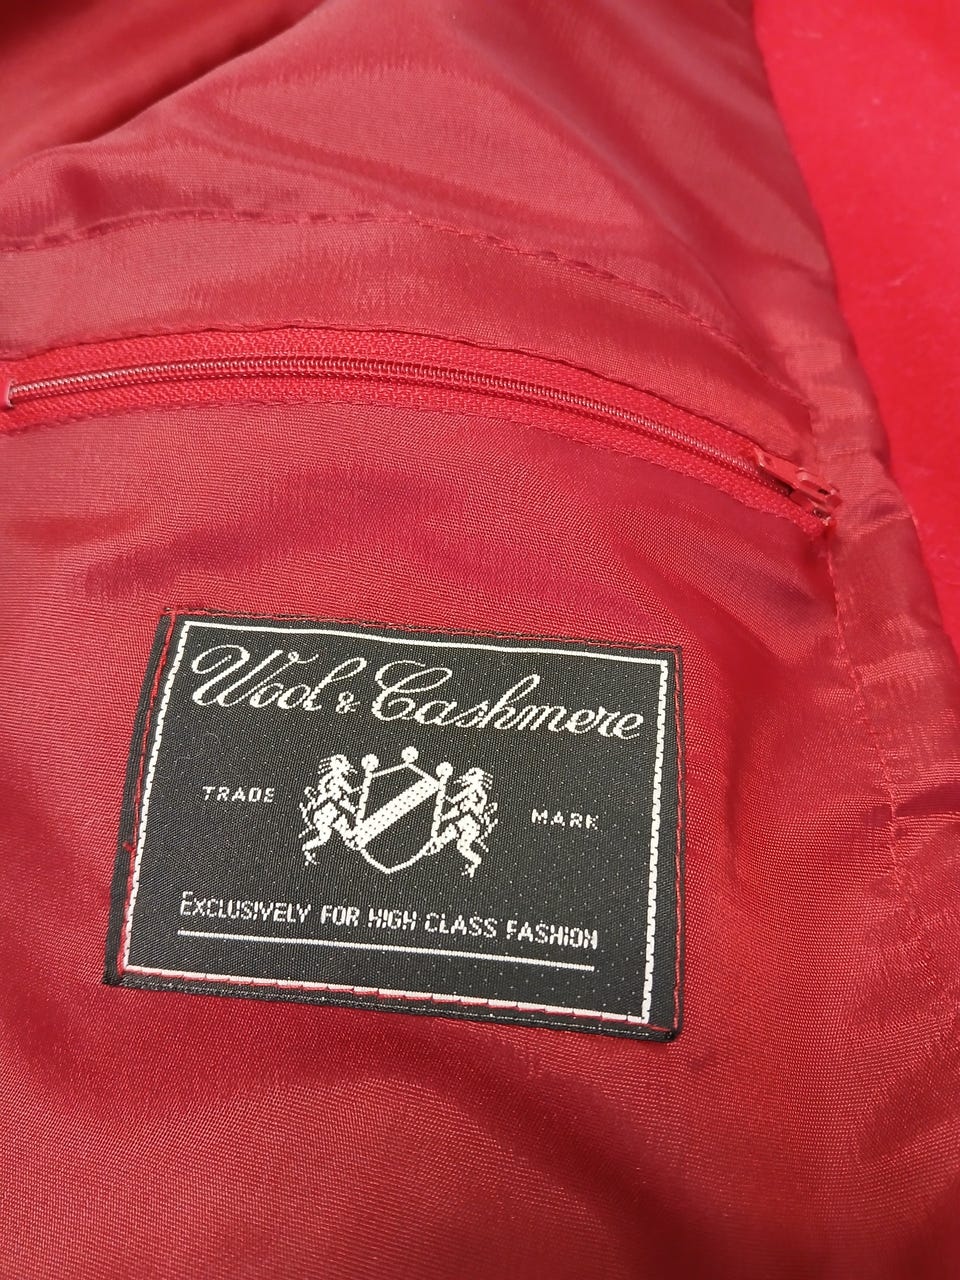 Wool & Cashmere
TRADE MARK
EXCLUSIVELY FOR HIGH CLASS FASHION